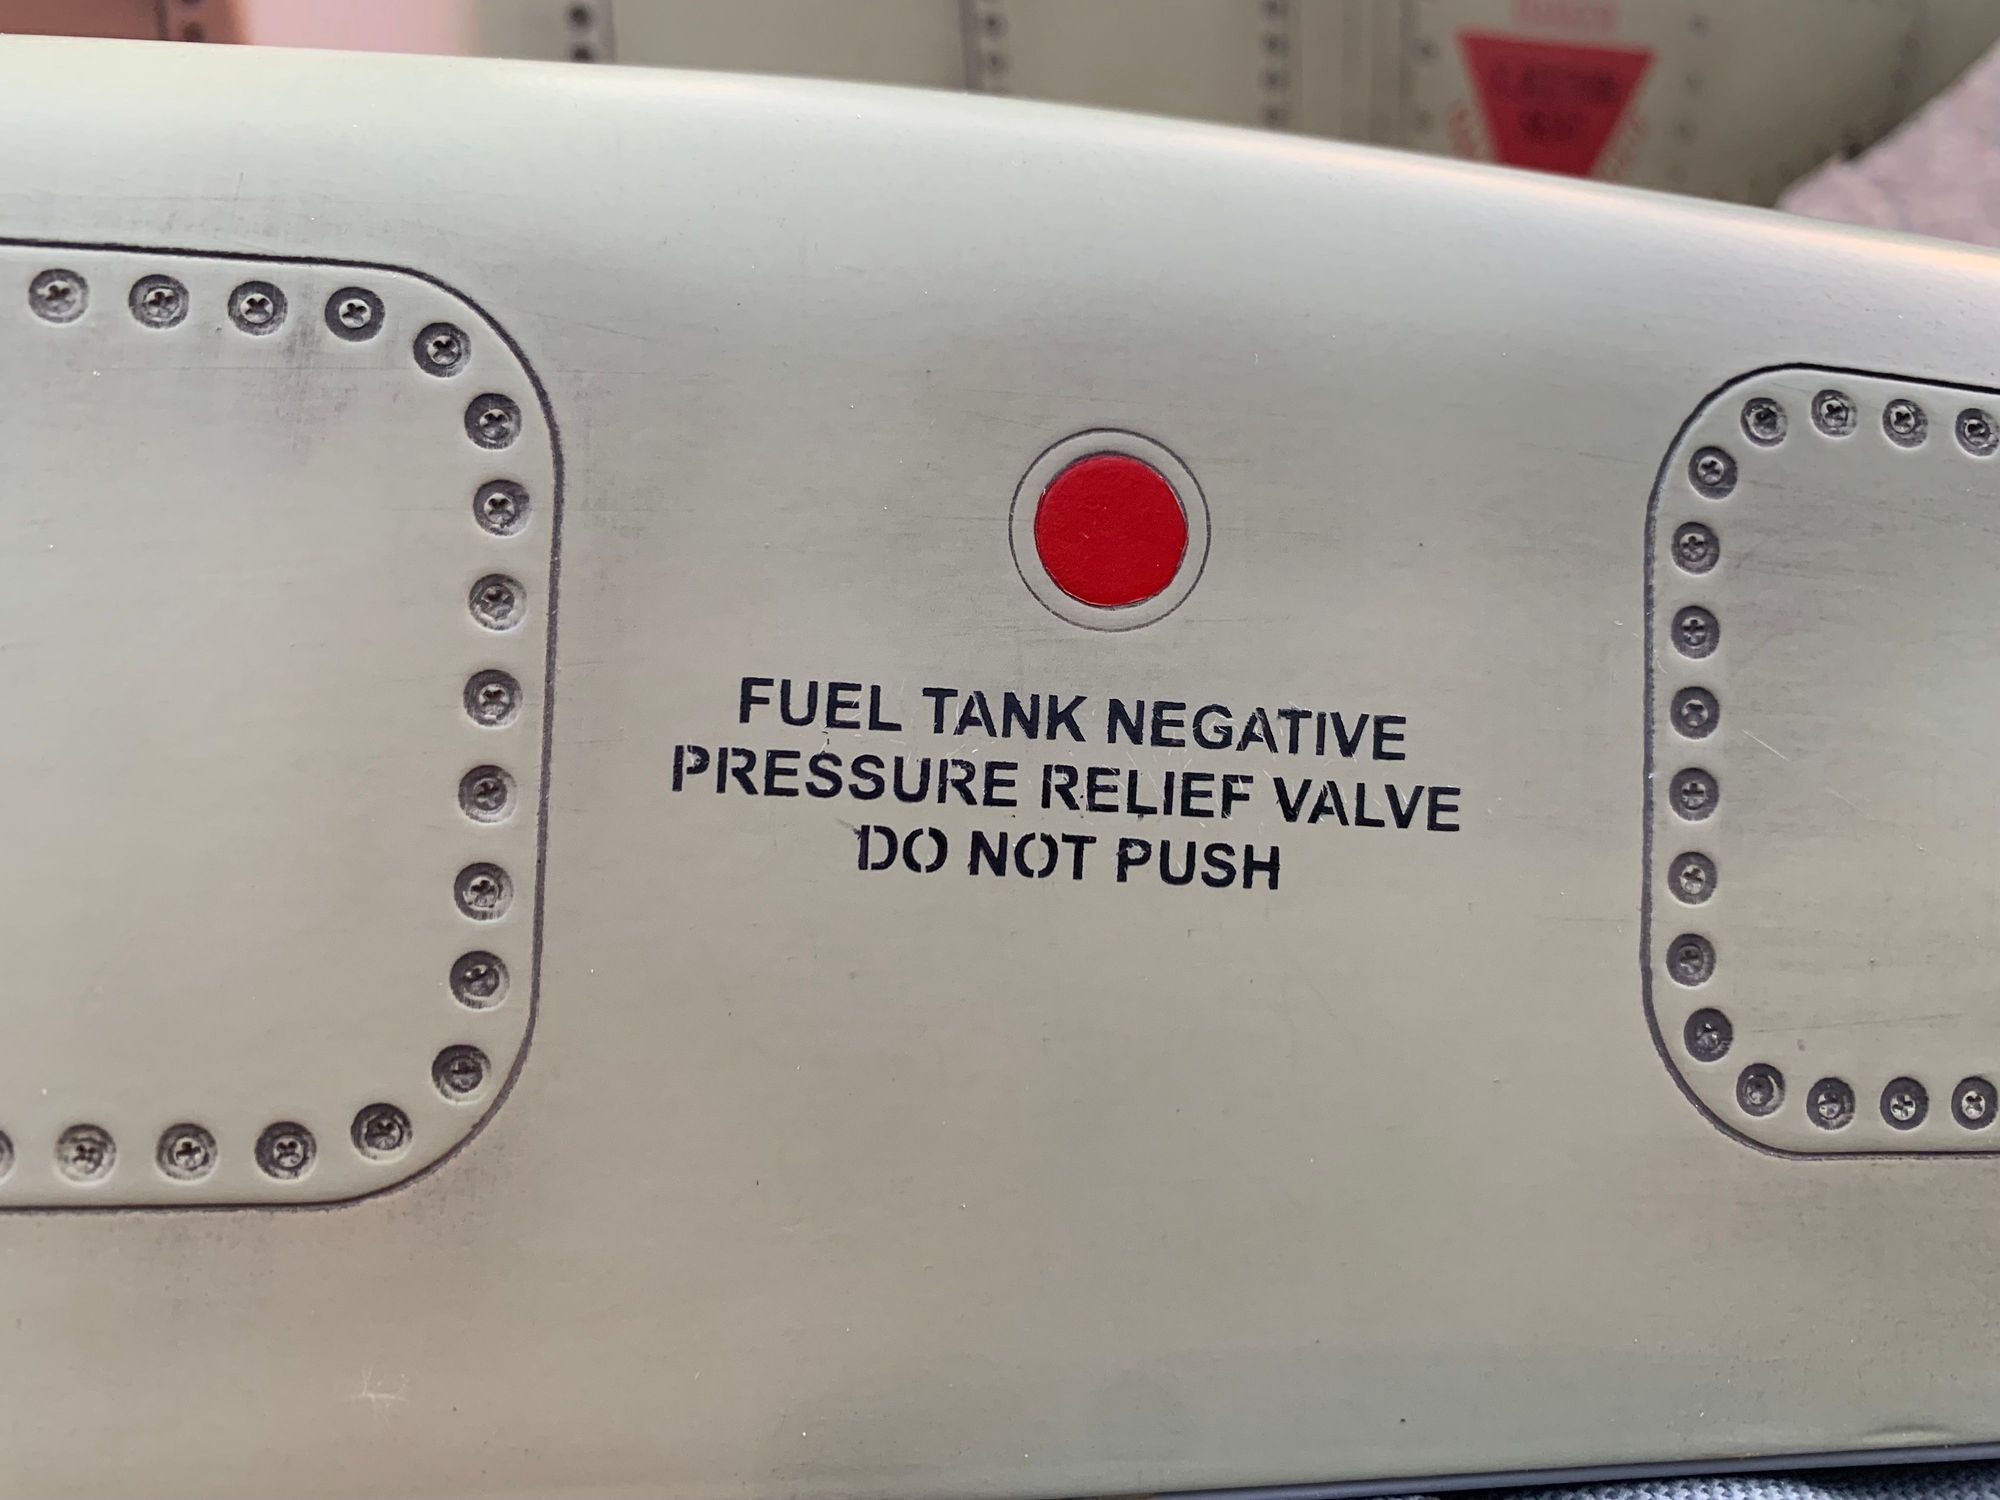 FUEL TANK NEGATIVE
PRESSURE RELIEF VALVE
DO NOT PUSH